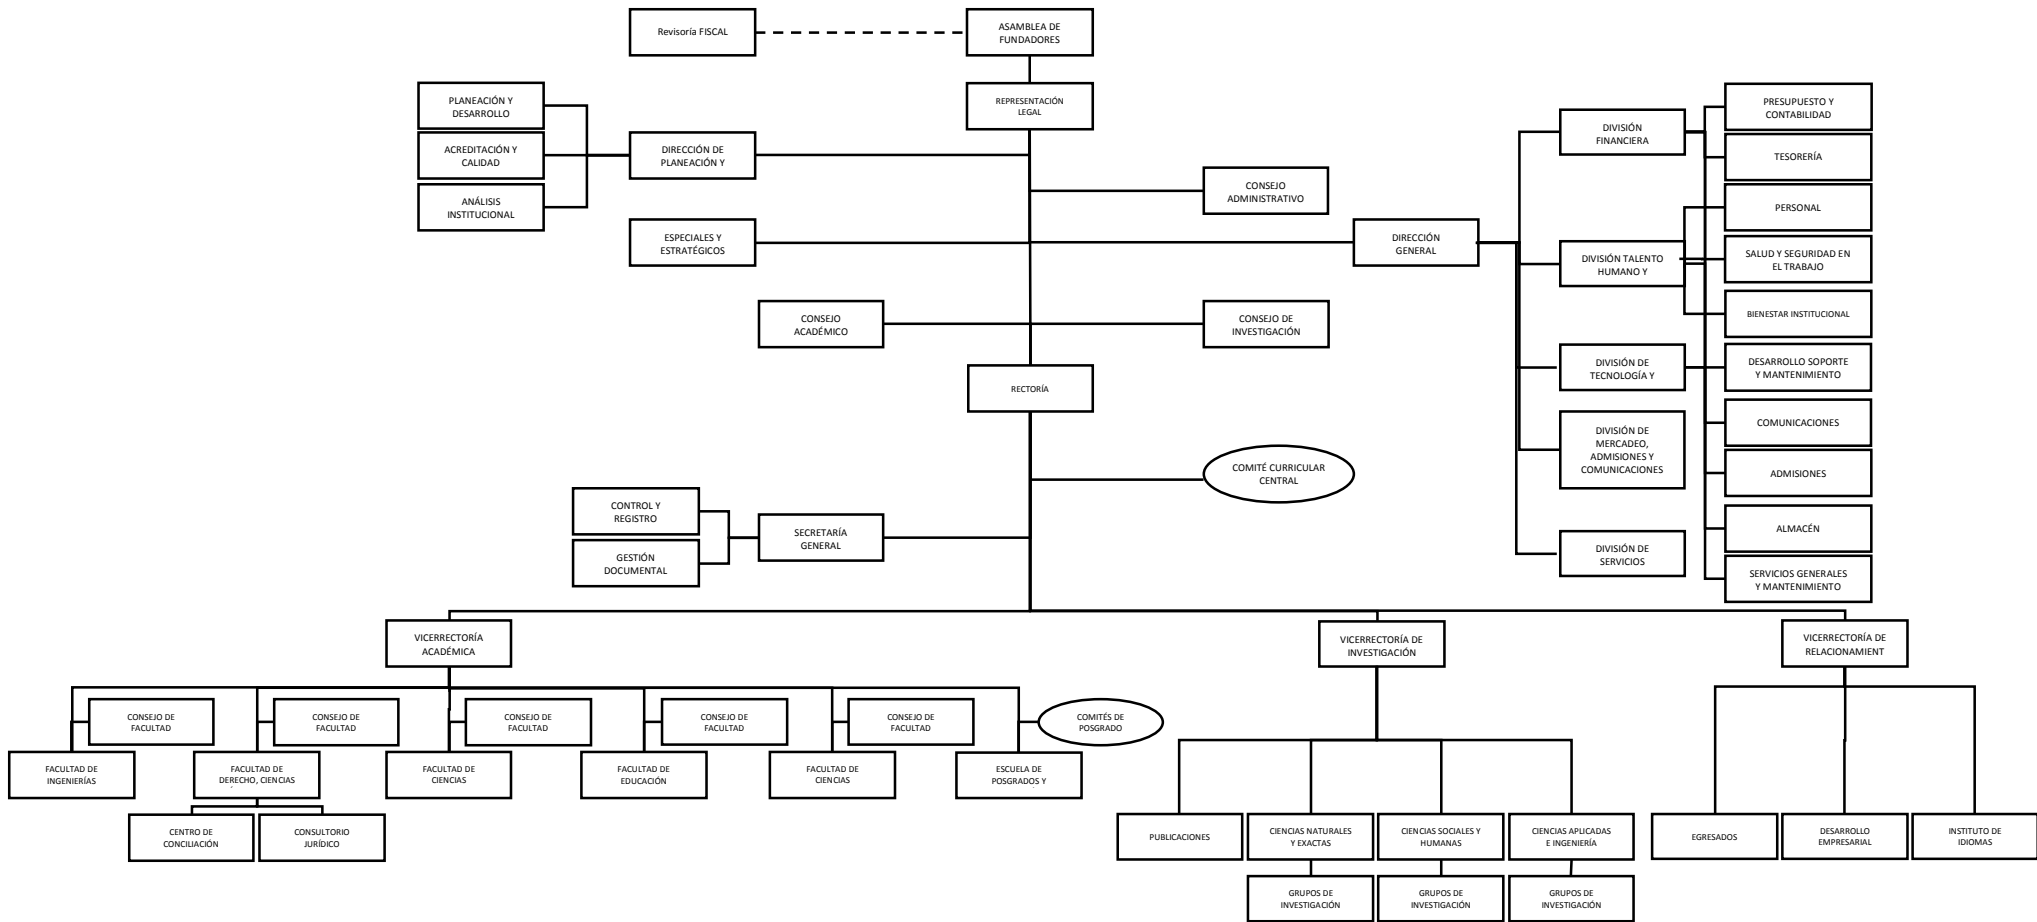 Revisoría FISCAL
ASAMBLEA DE
FUNDADORES
REPRESENTACIÓN
LEGAL
PLANEACIÓN Y
DESARROLLO
ACREDITACIÓN Y
CALIDAD
ANÁLISIS
INSTITUCIONAL
DIRECCIÓN DE
PLANEACIÓN Y
ESPECIALES Y
ESTRATÉGICOS
CONSEJO
ADMINISTRATIVO
DIRECCIÓN
GENERAL
CONSEJO
ACADÉMICO
CONSEJO DE
INVESTIGACIÓN
RECTORÍA
DIVISIÓN
FINANCIERA
DIVISIÓN TALENTO
HUMANO Y
DIVISIÓN DE
TECNOLOGÍA Y
DIVISIÓN DE
MERCADEO,
ADMISIONES Y
COMUNICACIONES
DIVISIÓN DE
SERVICIOS
PRESUPUESTO Y
CONTABILIDAD
TESORERÍA
PERSONAL
SALUD Y SEGURIDAD EN
EL TRABAJO
BIENESTAR INSTITUCIONAL
DESARROLLO SOPORTE
Y MANTENIMIENTO
COMUNICACIONES
ADMISIONES
ALMACÉN
SERVICIOS GENERALES
Y MANTENIMIENTO
COMITÉ CURRICULAR
CENTRAL
CONTROL Y
REGISTRO
GESTIÓN
DOCUMENTAL
SECRETARÍA
GENERAL
VICERRECTORÍA
ACADÉMICA
VICERRECTORÍA DE
INVESTIGACIÓN
VICERRECTORÍA DE
RELACIONAMIENT
CONSEJO DE
FACULTAD
CONSEJO DE
FACULTAD
CONSEJO DE
FACULTAD
CONSEJO DE
FACULTAD
CONSEJO DE
FACULTAD
COMITÉS DE
POSGRADO
FACULTAD DE
INGENIERÍAS
FACULTAD DE
DERECHO, CIENCIAS
FACULTAD DE
CIENCIAS
FACULTAD DE
EDUCACIÓN
FACULTAD DE
CIENCIAS
ESCUELA DE
POSGRADOS Y
CENTRO DE
CONCILIACIÓN
CONSULTORIO
JURÍDICO
PUBLICACIONES
CIENCIAS NATURALES
Y EXACTAS
CIENCIAS SOCIALES Y
HUMANAS
CIENCIAS APLICADAS
E INGENIERÍA
EGRESADOS
DESARROLLO
EMPRESARIAL
INSTITUTO DE
IDIOMAS
GRUPOS DE
INVESTIGACIÓN
GRUPOS DE
INVESTIGACIÓN
GRUPOS DE
INVESTIGACIÓN